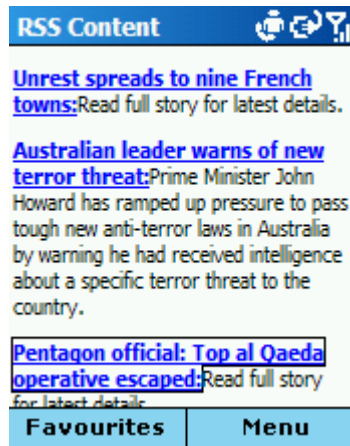 RSS Content
Unrest spreads to nine French
towns:Read full story for latest details.
Australian leader warns of new
terror threat:Prime Minister John
Howard has ramped up pressure to pass
tough new anti-terror laws in Australia
by warning he had received intelligence
about a specific terror threat to the
country.
Pentagon official: Top al Qaeda
operative escaped:Read full story
for latest details.
Favourites Menu